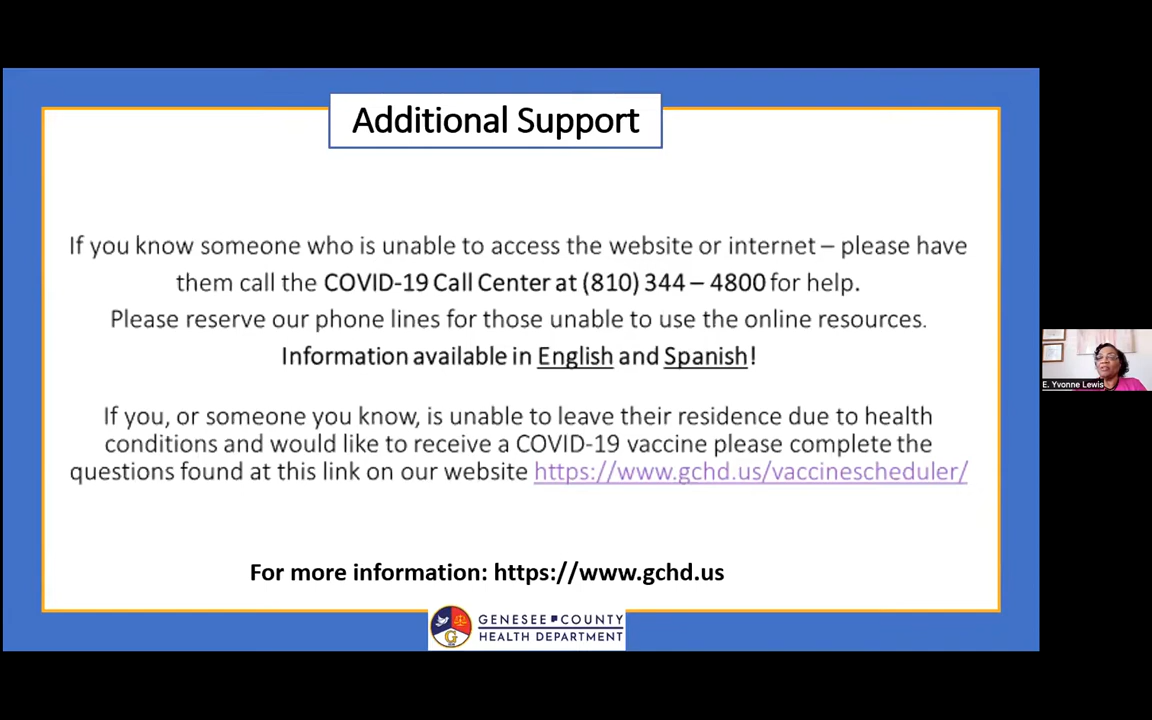 Additional Support
If you know someone who is unable to access the website or internet – please have
them call the COVID-19 Call Center at (810) 344 – 4800 for help.
Please reserve our phone lines for those unable to use the online resources.
Information available in English and Spanish!
If you, or someone you know, is unable to leave their residence due to health
conditions and would like to receive a COVID-19 vaccine please complete the
questions found at this link on our website https://www.gchd.us/vaccinescheduler/
E. Yvonne Lewis
For more information: https://www.gchd.us
G
GENESEE COUNTY
HEALTH DEPARTMENT